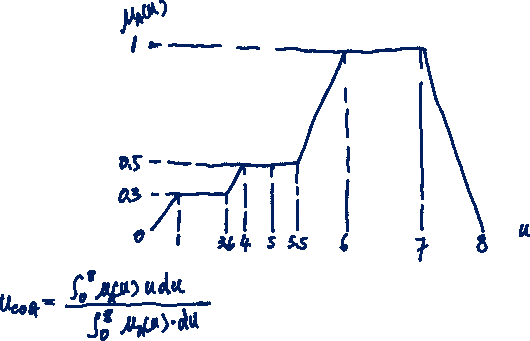 μA(u)
1
0.5
0.3
0 1 3.6 4 5 5.5 6 7 8 u
uCOA = ∫₀⁸ μA(u) u du / ∫₀⁸ μA(u)·du